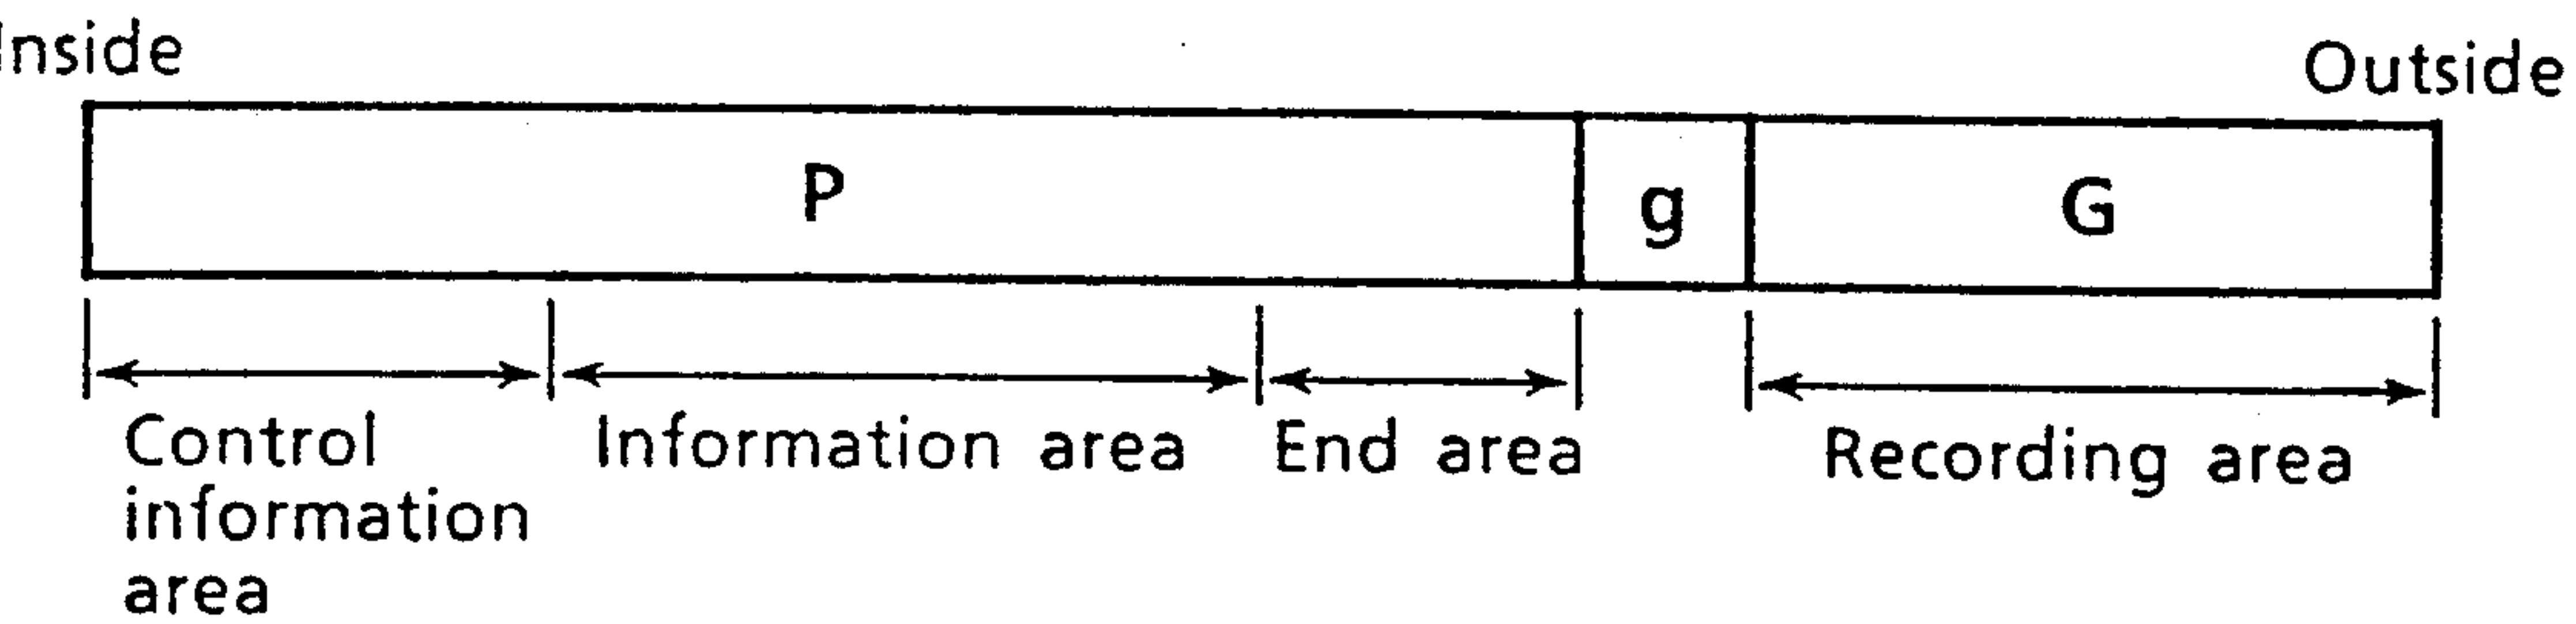 Inside
Outside
P
g
G
Control
information
area
Information area
End area
Recording area